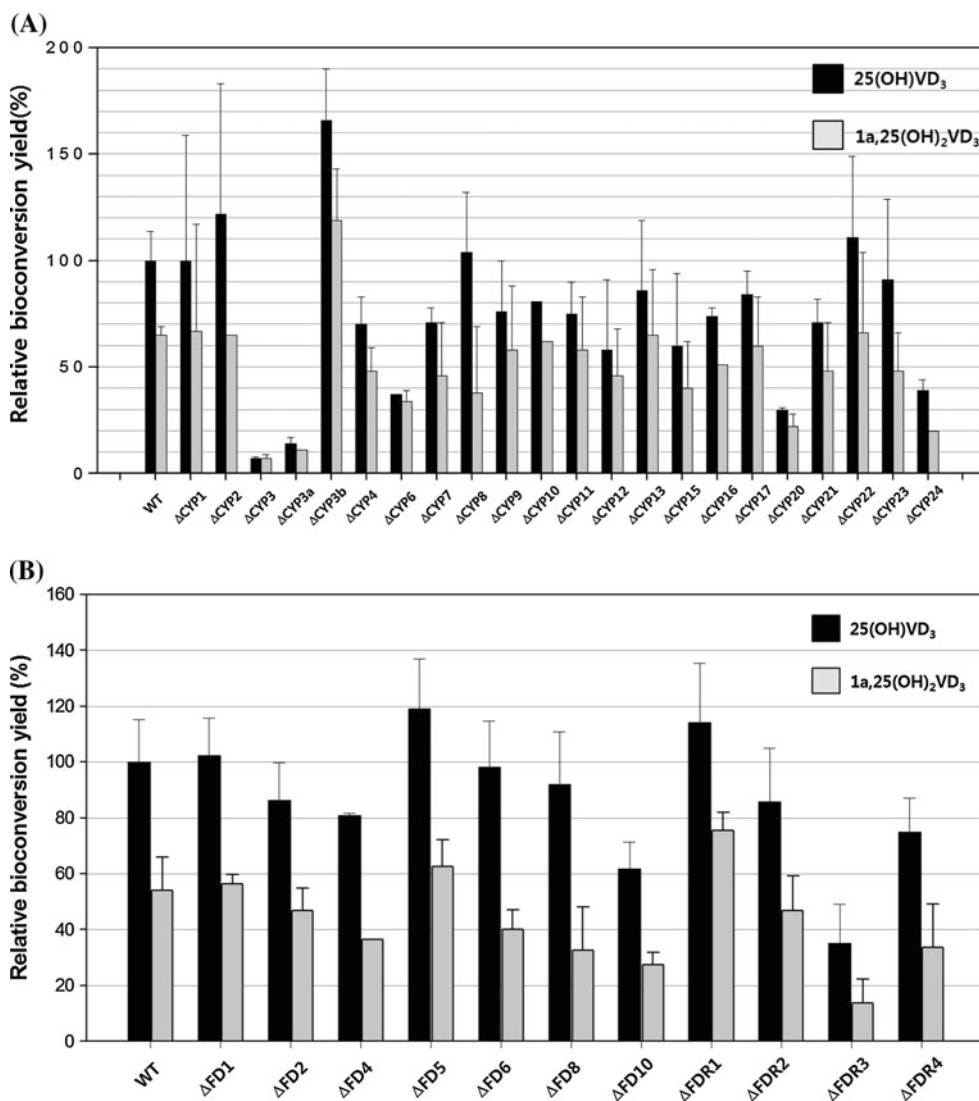 (A)
Relative bioconversion yield(%)
200
150
100
50
0
25(OH)VD₃
1a,25(OH)₂VD₃
WT
ΔCYP1
ΔCYP2
ΔCYP3
ΔCYP3a
ΔCYP3b
ΔCYP4
ΔCYP6
ΔCYP7
ΔCYP8
ΔCYP9
ΔCYP10
ΔCYP11
ΔCYP12
ΔCYP13
ΔCYP15
ΔCYP16
ΔCYP17
ΔCYP20
ΔCYP21
ΔCYP22
ΔCYP23
ΔCYP24
(B)
Relative bioconversion yield (%)
160
140
120
100
80
60
40
20
0
25(OH)VD₃
1a,25(OH)₂VD₃
WT
ΔFD1
ΔFD2
ΔFD4
ΔFD5
ΔFD6
ΔFD8
ΔFD10
ΔFDR1
ΔFDR2
ΔFDR3
ΔFDR4